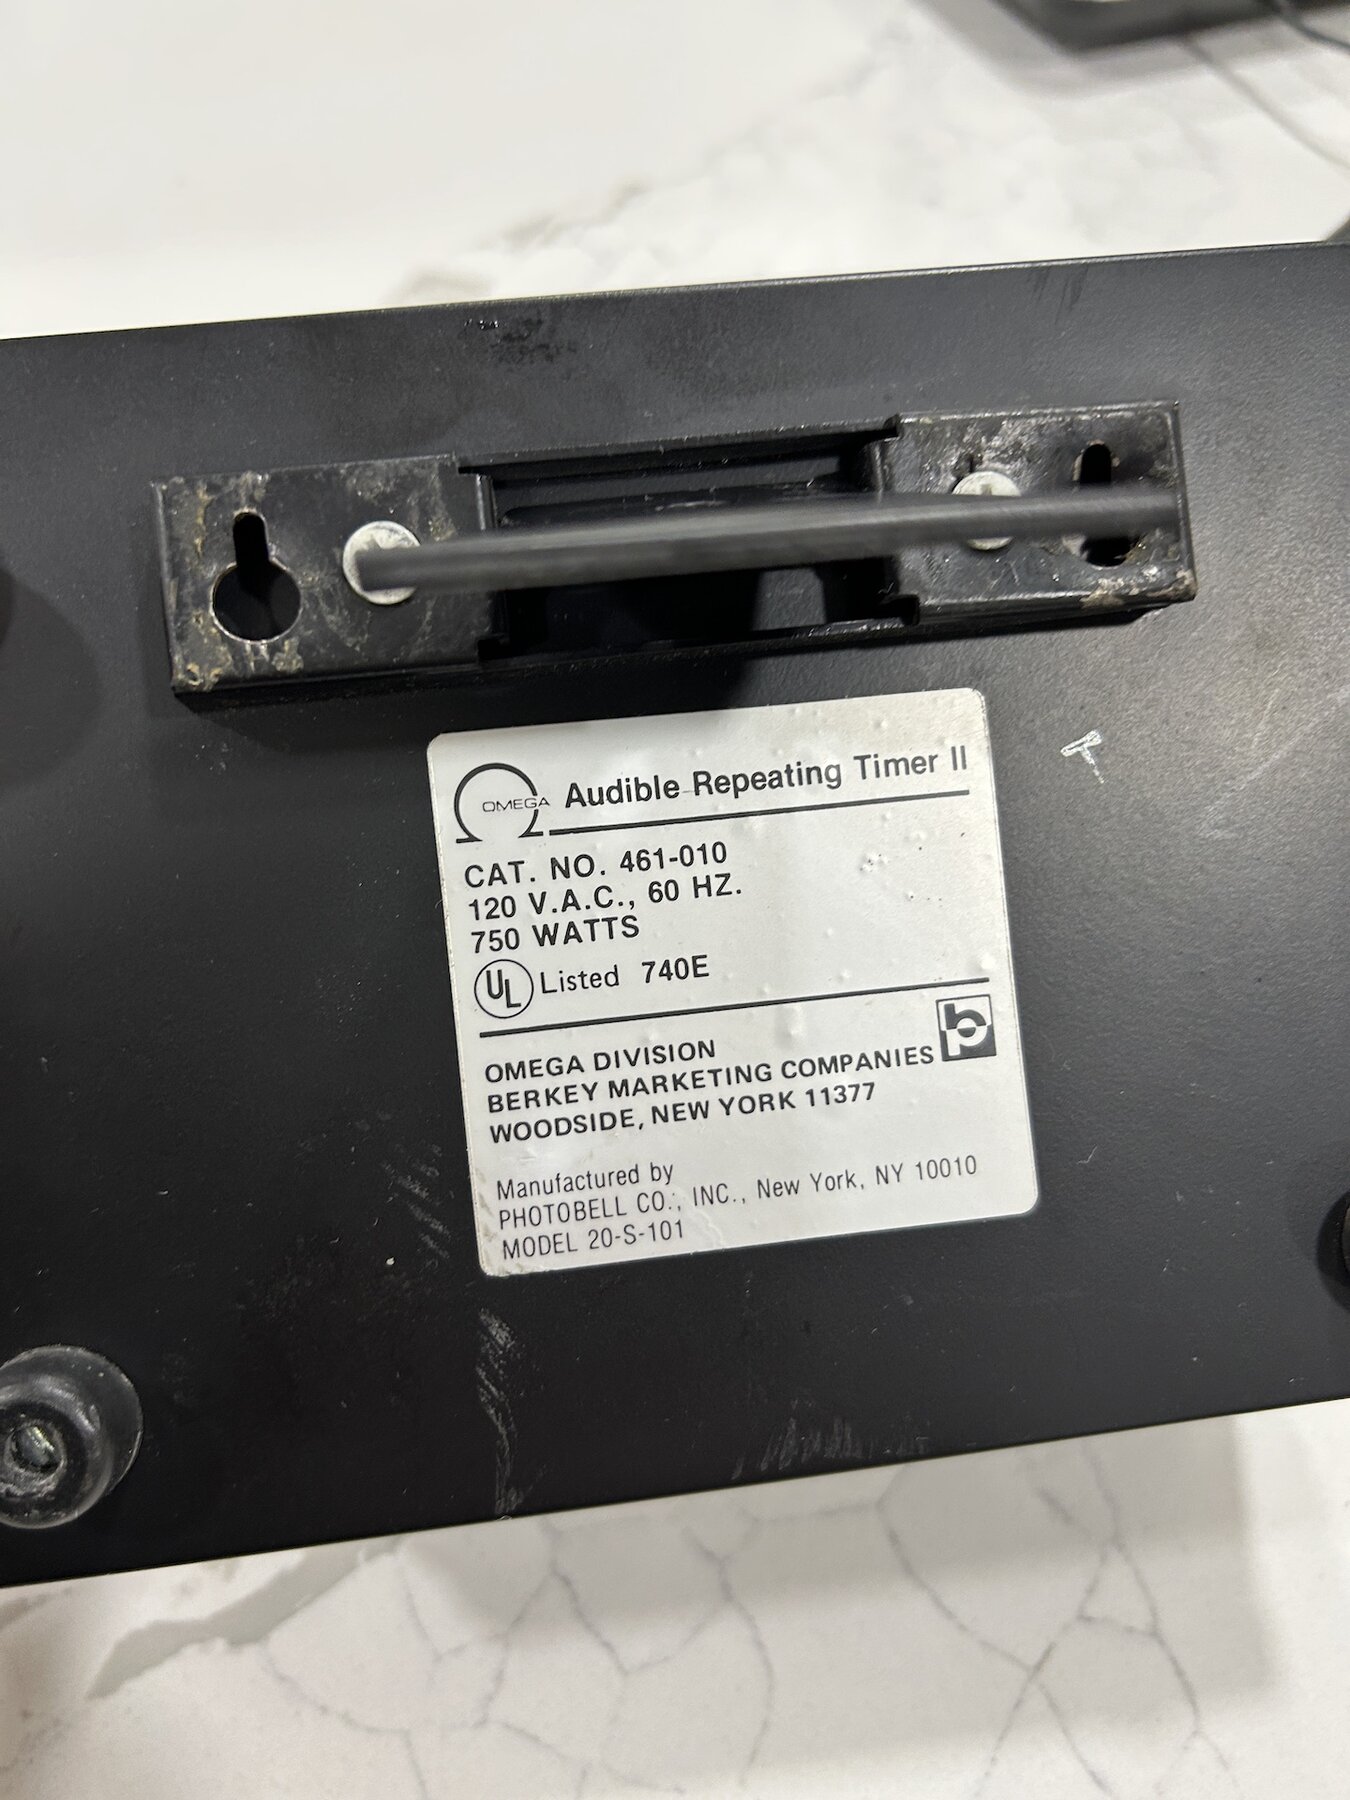 OMEGA Audible Repeating Timer II
CAT. NO. 461-010
120 V.A.C., 60 HZ.
750 WATTS
UL Listed 740E
OMEGA DIVISION
BERKEY MARKETING COMPANIES bp
WOODSIDE, NEW YORK 11377
Manufactured by
PHOTOBELL CO., INC., New York, NY 10010
MODEL 20-S-101